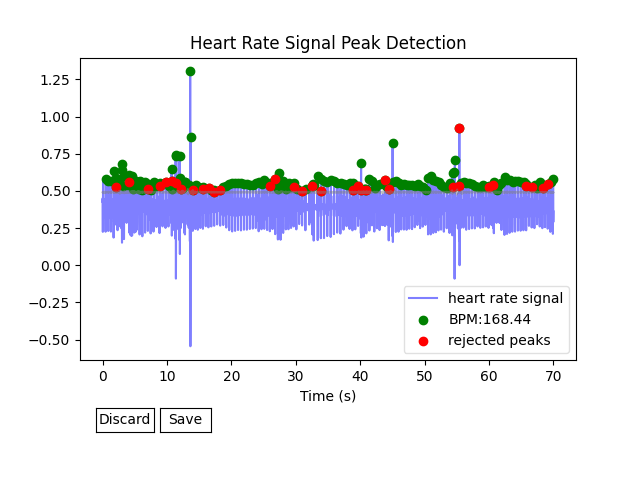 Heart Rate Signal Peak Detection
1.25
1.00
0.75
0.50
0.25
0.00
−0.25
−0.50
heart rate signal
BPM:168.44
rejected peaks
0 10 20 30 40 50 60 70
Time (s)
Discard Save